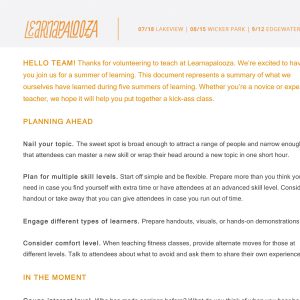 LEARNAPALOOZA
07/18 LAKEVIEW | 08/15 WICKER PARK | 9/12 EDGEWATER
HELLO TEAM! Thanks for volunteering to teach at Learnapalooza. We're excited to hav
you join us for a summer of learning. This document represents a summary of what we
ourselves have learned during five summers of learning. Whether you're a novice or expe
teacher, we hope it will help you put together a kick-ass class.
PLANNING AHEAD
Nail your topic. The sweet spot is broad enough to attract a range of people and narrow enough
that attendees can master a new skill or wrap their head around a new topic in one short hour.
Plan for multiple skill levels. Start off simple and be flexible. Prepare more than you think you
need in case you find yourself with extra time or have attendees at an advanced skill level. Consid
handout or take away that you can give attendees in case you run out of time.
Engage different types of learners. Prepare handouts, visuals, or hands-on demonstrations
Consider comfort level. When teaching fitness classes, provide alternate moves for those at
different levels. Talk to attendees about what to avoid and ask them to share their own experience
IN THE MOMENT